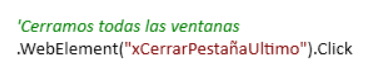 'Cerramos todas las ventanas
.WebElement("xCerrarPestañaUltimo").Click